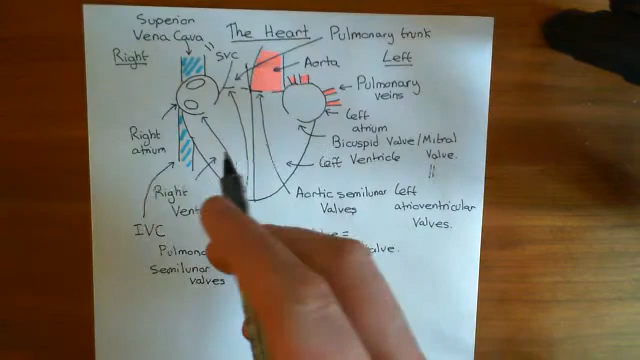 Superior
Vena Cava
SVC
The Heart
Pulmonary trunk
Right
Aorta
Left
Pulmonary
veins
Left
atrium
Bicuspid Valve/Mitral
Valve.
Left Ventricle
=
Left
atrioventricular
Valves.
Right
atrium
Right
Aortic semilunar
Valves
IVC
semilunar
valves